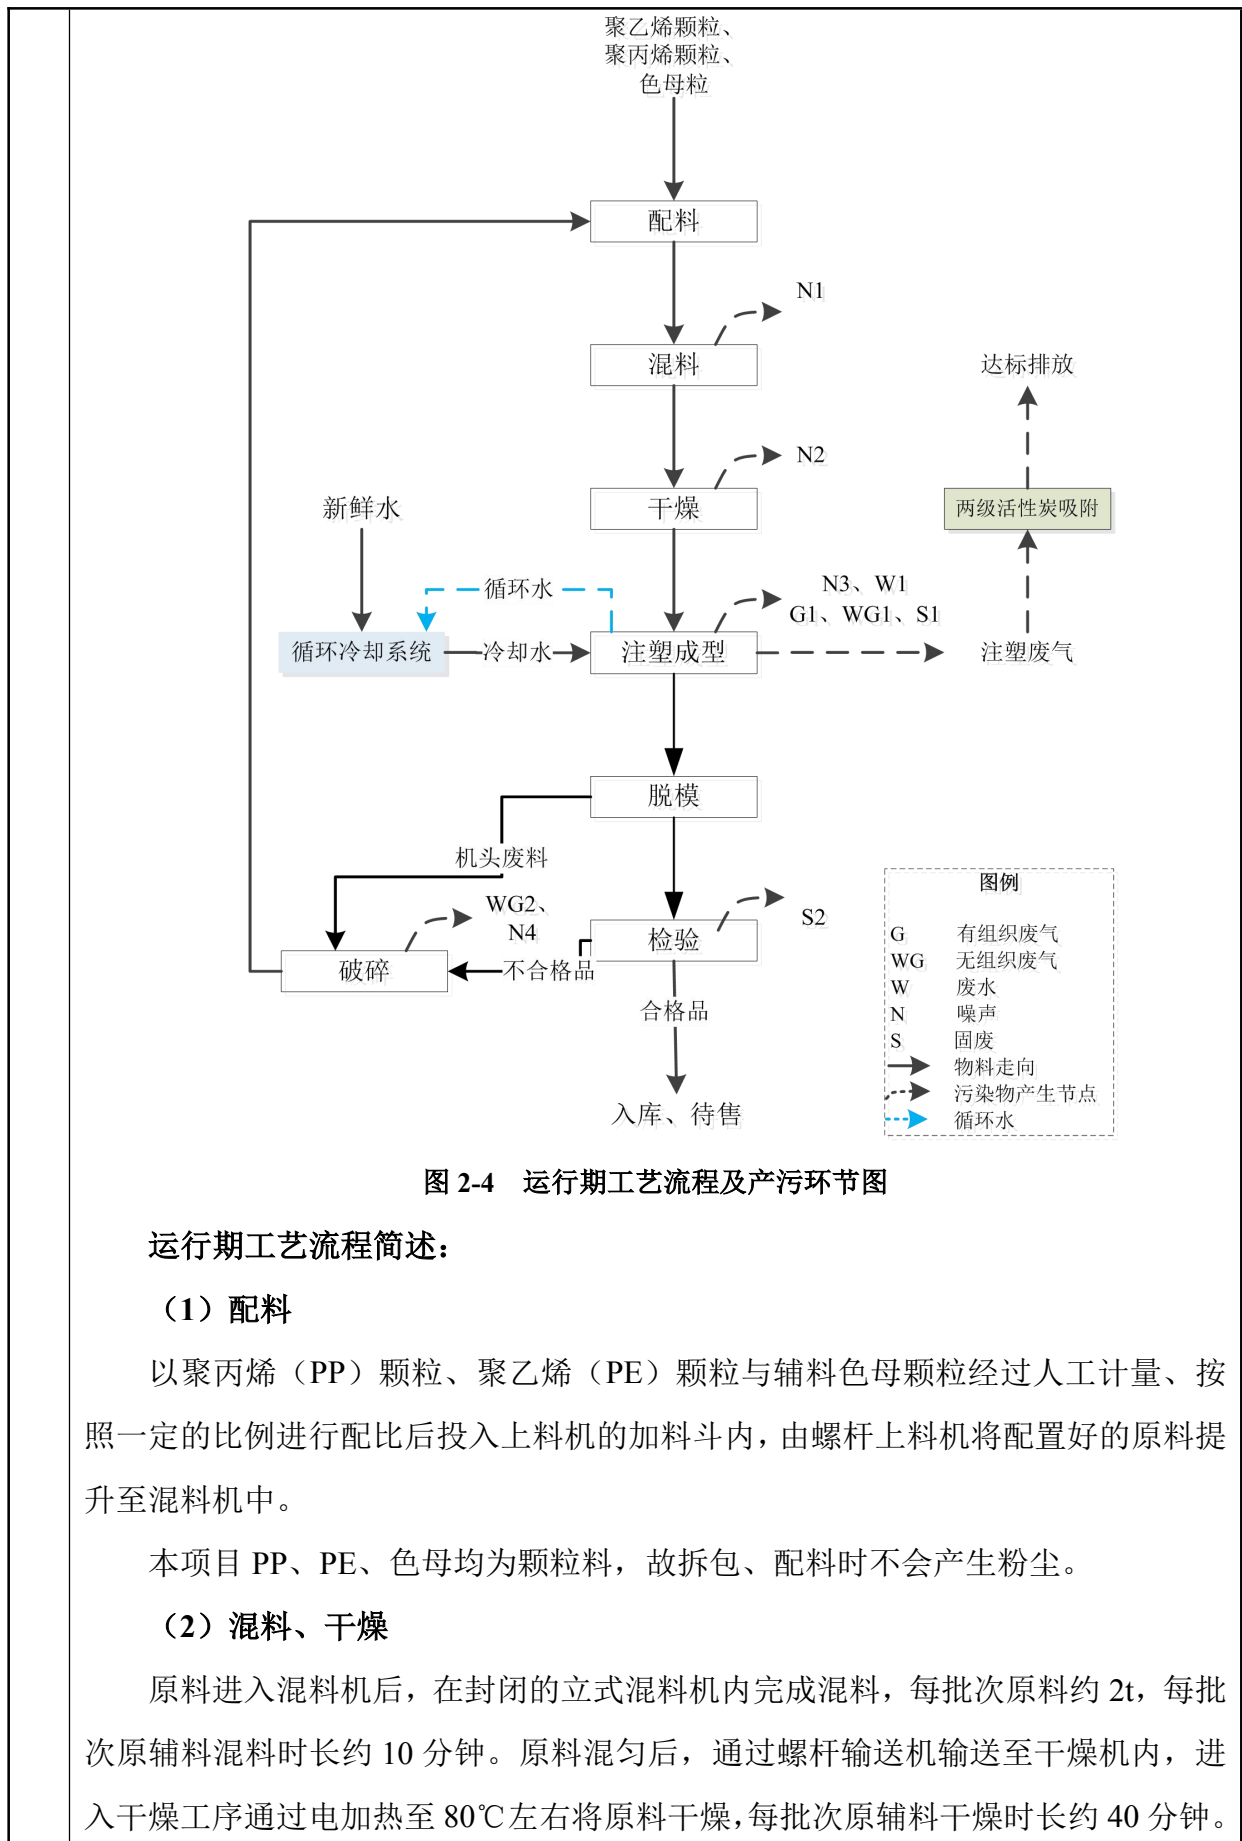 聚乙烯颗粒、
聚丙烯颗粒、
色母粒
配料
N1
混料
达标排放
N2
新鲜水
干燥
两级活性炭吸附
循环水
N3、W1
G1、WG1、S1
循环冷却系统
冷却水
注塑成型
注塑废气
脱模
机头废料
图例
WG2、
N4
S2
检验
破碎
不合格品
合格品
入库、待售
G 有组织废气
WG 无组织废气
W 废水
N 噪声
S 固废
物料走向
污染物产生节点
循环水
图 2-4 运行期工艺流程及产污环节图
运行期工艺流程简述：
（1）配料
以聚丙烯（PP）颗粒、聚乙烯（PE）颗粒与辅料色母颗粒经过人工计量、按
照一定的比例进行配比后投入上料机的加料斗内，由螺杆上料机将配置好的原料提
升至混料机中。
本项目 PP、PE、色母均为颗粒料，故拆包、配料时不会产生粉尘。
（2）混料、干燥
原料进入混料机后，在封闭的立式混料机内完成混料，每批次原料约 2t，每批
次原辅料混料时长约 10 分钟。原料混匀后，通过螺杆输送机输送至干燥机内，进
入干燥工序通过电加热至 80℃左右将原料干燥，每批次原辅料干燥时长约 40 分钟。